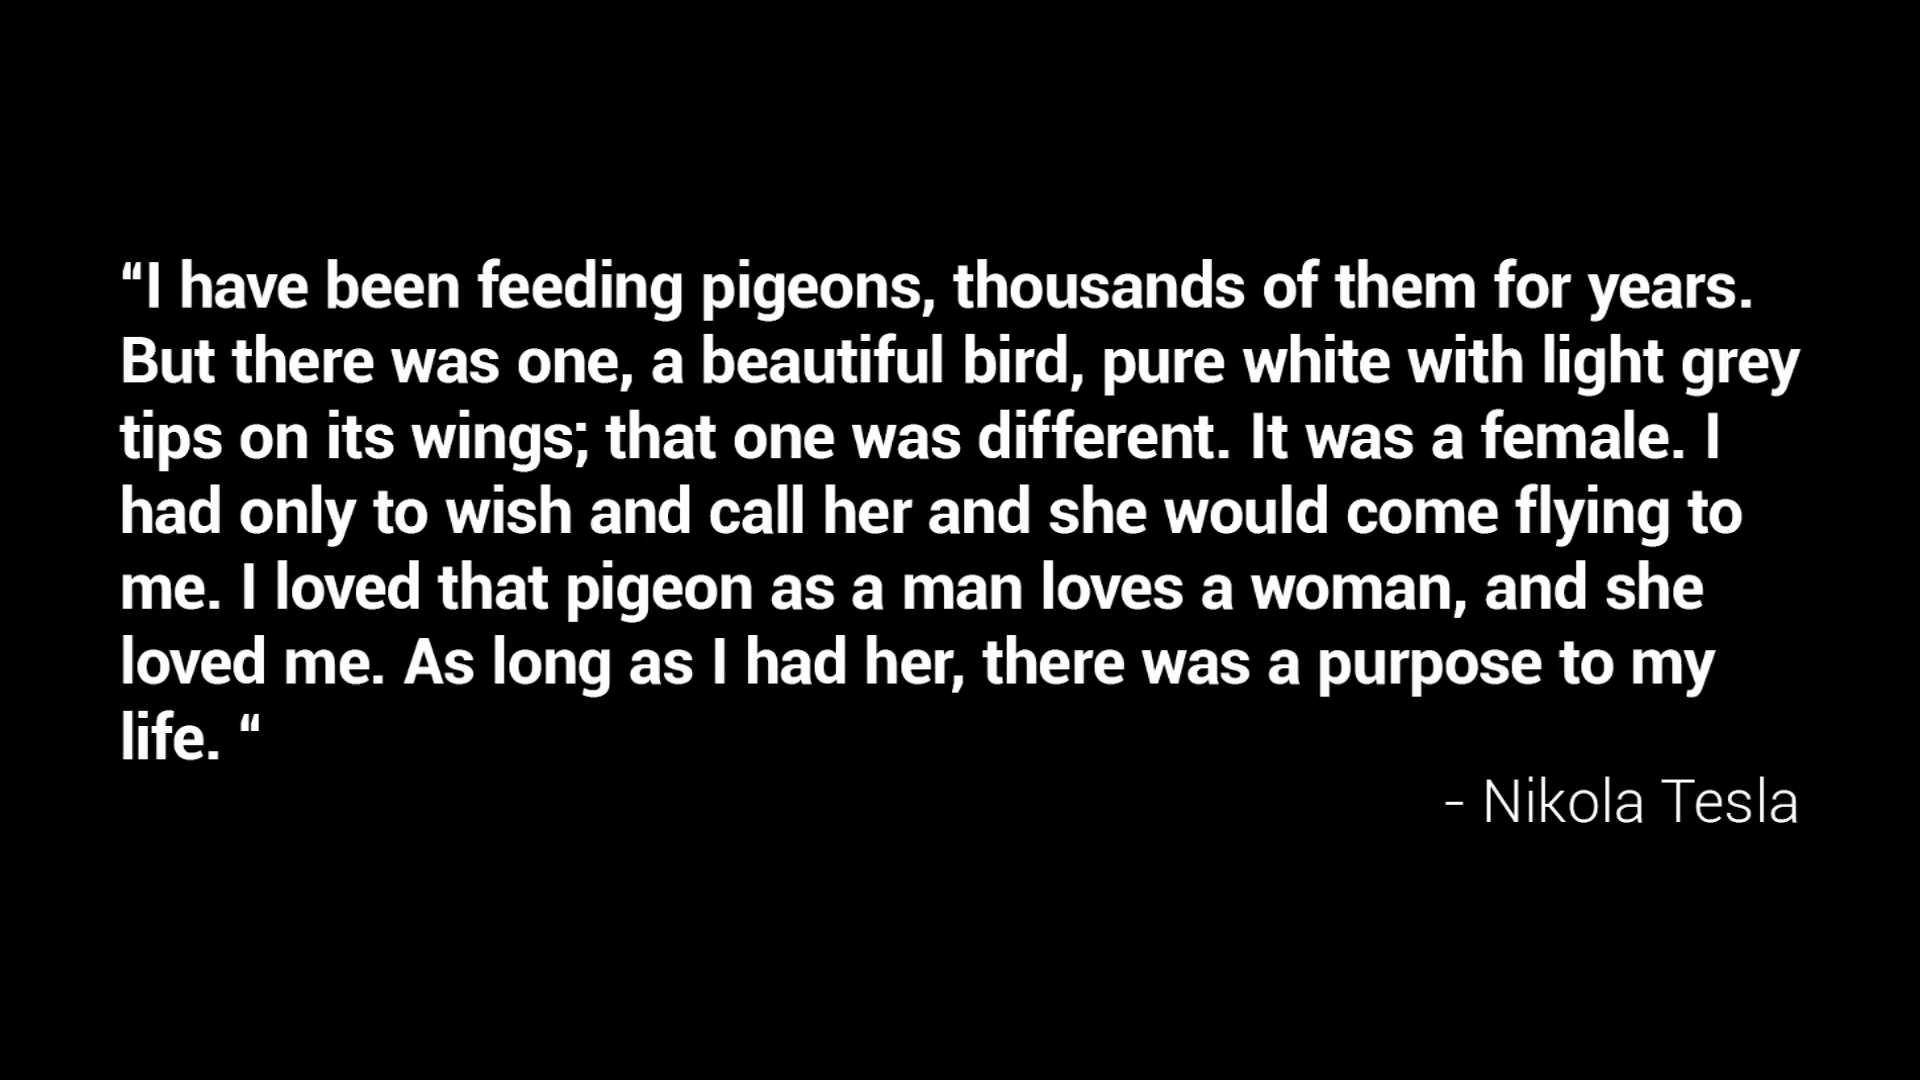 “I have been feeding pigeons, thousands of them for years.
But there was one, a beautiful bird, pure white with light grey
tips on its wings; that one was different. It was a female. I
had only to wish and call her and she would come flying to
me. I loved that pigeon as a man loves a woman, and she
loved me. As long as I had her, there was a purpose to my
life. “
- Nikola Tesla